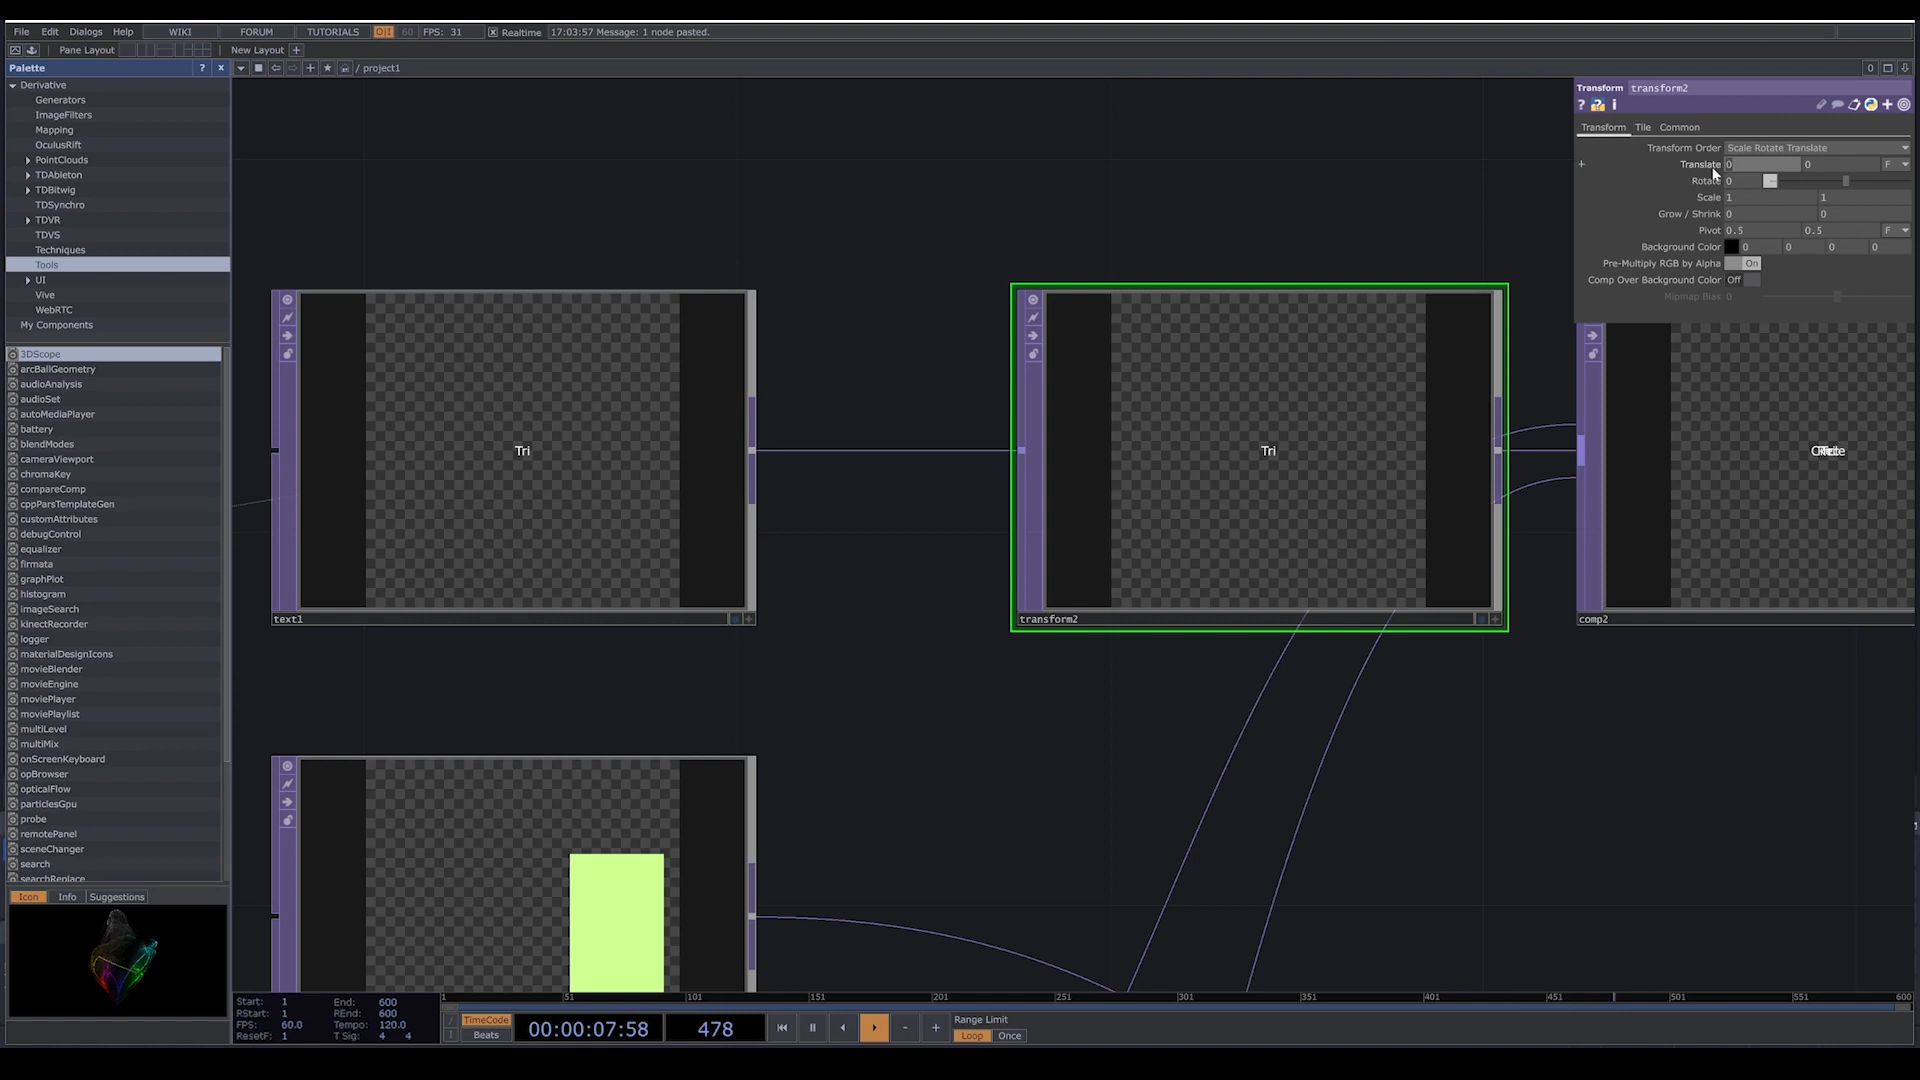 File Edit Dialogs Help WIKI FORUM TUTORIALS O|I 60 FPS: 31 Realtime 17:03:57 Message: 1 node pasted.
Pane Layout New Layout +
Palette ? x / project1 0
Derivative
Generators
ImageFilters
Mapping
OculusRift
PointClouds
TDAbleton
TDBitwig
TDSynchro
TDVR
TDVS
Techniques
Tools
UI
Vive
WebRTC
My Components
3DScope
arcBallGeometry
audioAnalysis
audioSet
autoMediaPlayer
battery
blendModes
cameraViewport
chromaKey
compareComp
cppParsTemplateGen
customAttributes
debugControl
equalizer
firmata
graphPlot
histogram
imageSearch
kinectRecorder
logger
materialDesignIcons
movieBlender
movieEngine
moviePlayer
moviePlaylist
multiLevel
multiMix
onScreenKeyboard
opBrowser
opticalFlow
particlesGpu
probe
remotePanel
sceneChanger
search
searchReplace
Icon Info Suggestions
Transform transform2
? ? i
Transform Tile Common
Transform Order Scale Rotate Translate
+ Translate 0 0 F
Rotate 0
Scale 1 1
Grow / Shrink 0 0
Pivot 0.5 0.5 F
Background Color 0 0 0 0
Pre-Multiply RGB by Alpha On
Comp Over Background Color Off
Mipmap Bias 0
Tri
text1
Tri
transform2
comp2
Start: 1 End: 600
RStart: 1 REnd: 600
FPS: 60.0 Tempo: 120.0
ResetF: 1 T Sig: 4 4
1 51 101 151 201 251 301 351 401 451 501 551 600
TimeCode
Beats
00:00:07:58 478
- +
Range Limit
Loop Once